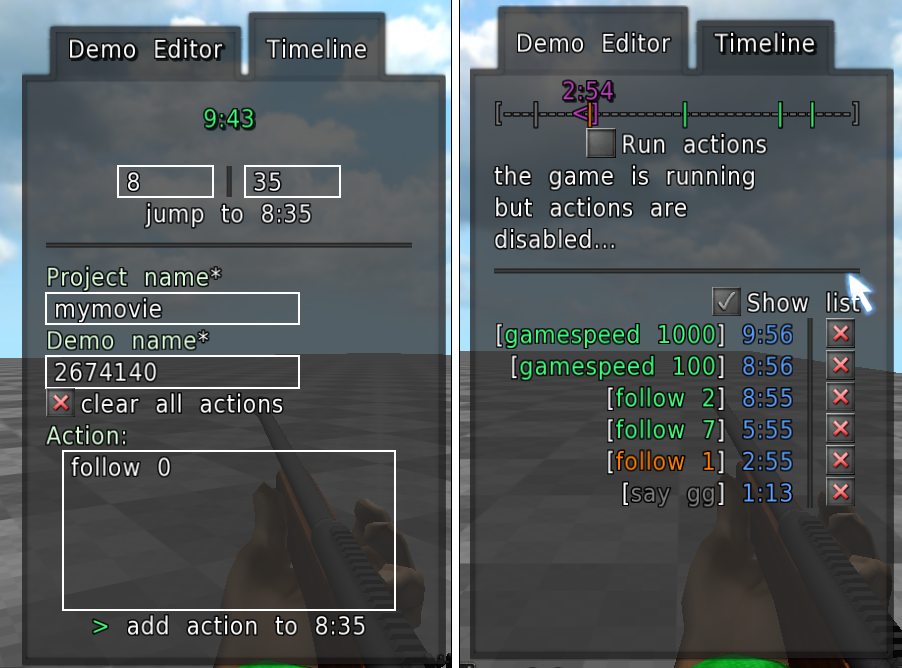 Demo Editor
Timeline
9:43
8
35
jump to 8:35
Project name*
mymovie
Demo name*
2674140
clear all actions
Action:
follow 0
> add action to 8:35
Demo Editor
Timeline
2:54
Run actions
the game is running
but actions are
disabled...
Show list
[gamespeed 1000] 9:56
[gamespeed 100] 8:56
[follow 2] 8:55
[follow 7] 5:55
[follow 1] 2:55
[say gg] 1:13